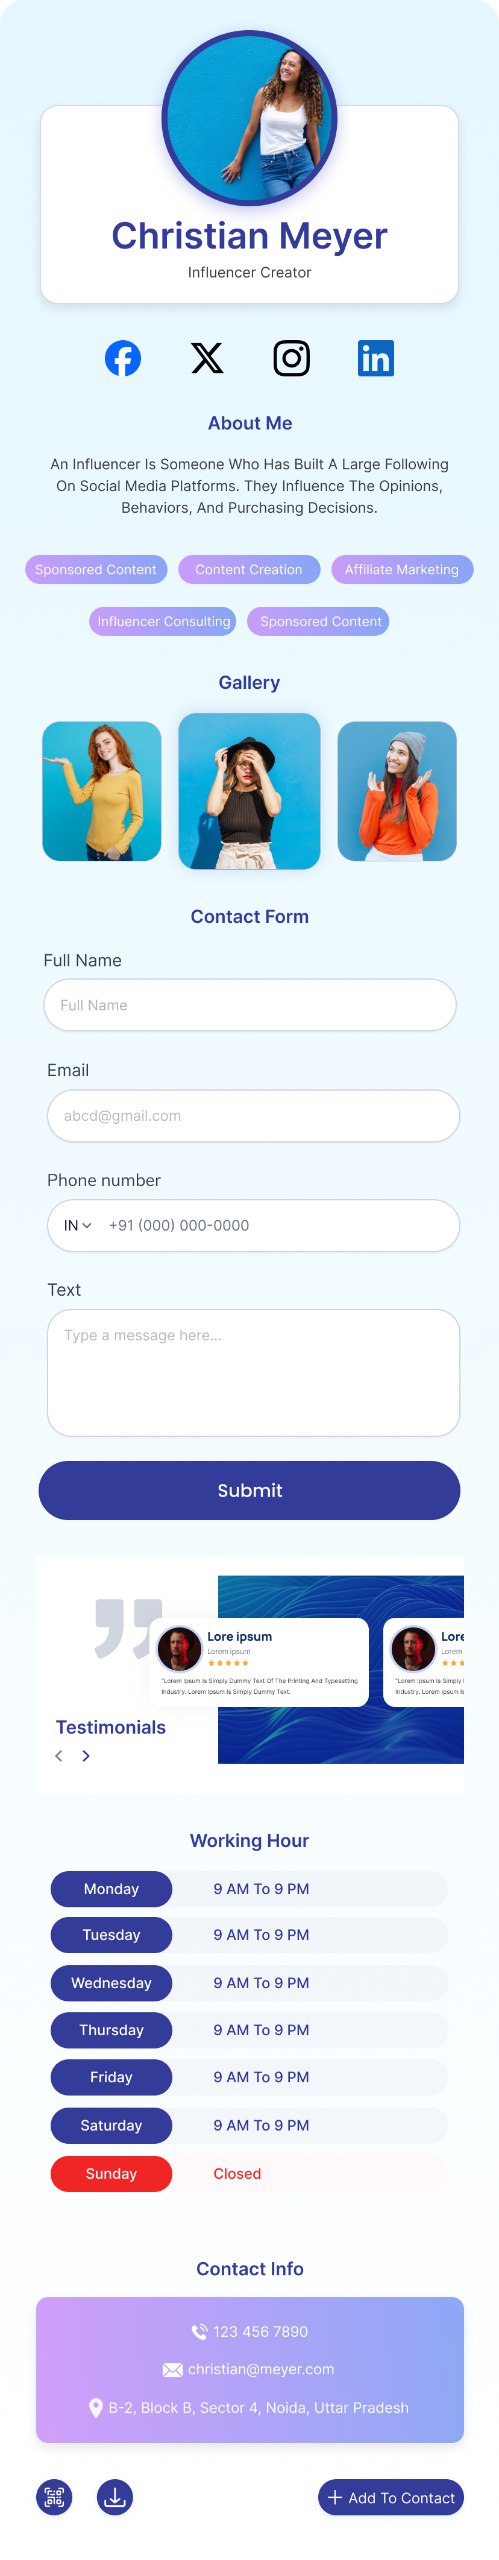 Christian Meyer
Influencer Creator
About Me
An Influencer Is Someone Who Has Built A Large Following
On Social Media Platforms. They Influence The Opinions,
Behaviors, And Purchasing Decisions.
Sponsored Content
Content Creation
Affiliate Marketing
Influencer Consulting
Sponsored Content
Gallery
Contact Form
Full Name
Full Name
Email
abcd@gmail.com
Phone number
IN +91 (000) 000-0000
Text
Type a message here...
Submit
Testimonials
Lore ipsum
Lorem ipsum
"Lorem Ipsum Is Simply Dummy Text Of The Printing And Typesetting
Industry. Lorem Ipsum Is Simply Dummy Text.
Lore
Lorem
"Lorem Ipsum Is Simply
Industry. Lorem Ipsum Is
Working Hour
Monday 9 AM To 9 PM
Tuesday 9 AM To 9 PM
Wednesday 9 AM To 9 PM
Thursday 9 AM To 9 PM
Friday 9 AM To 9 PM
Saturday 9 AM To 9 PM
Sunday Closed
Contact Info
123 456 7890
christian@meyer.com
B-2, Block B, Sector 4, Noida, Uttar Pradesh
Add To Contact